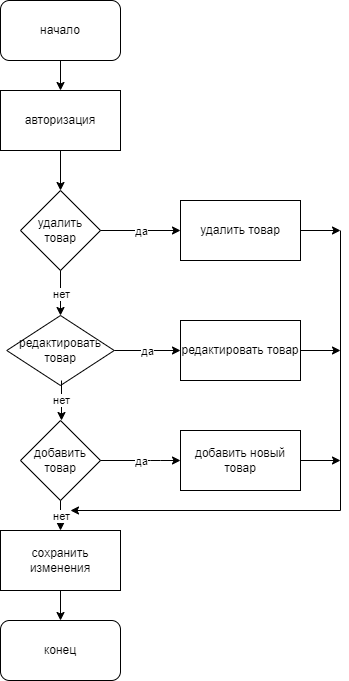 начало
авторизация
удалить
товар
да
удалить товар
нет
редактировать
товар
да
редактировать товар
нет
добавить
товар
да
добавить новый
товар
нет
сохранить
изменения
конец